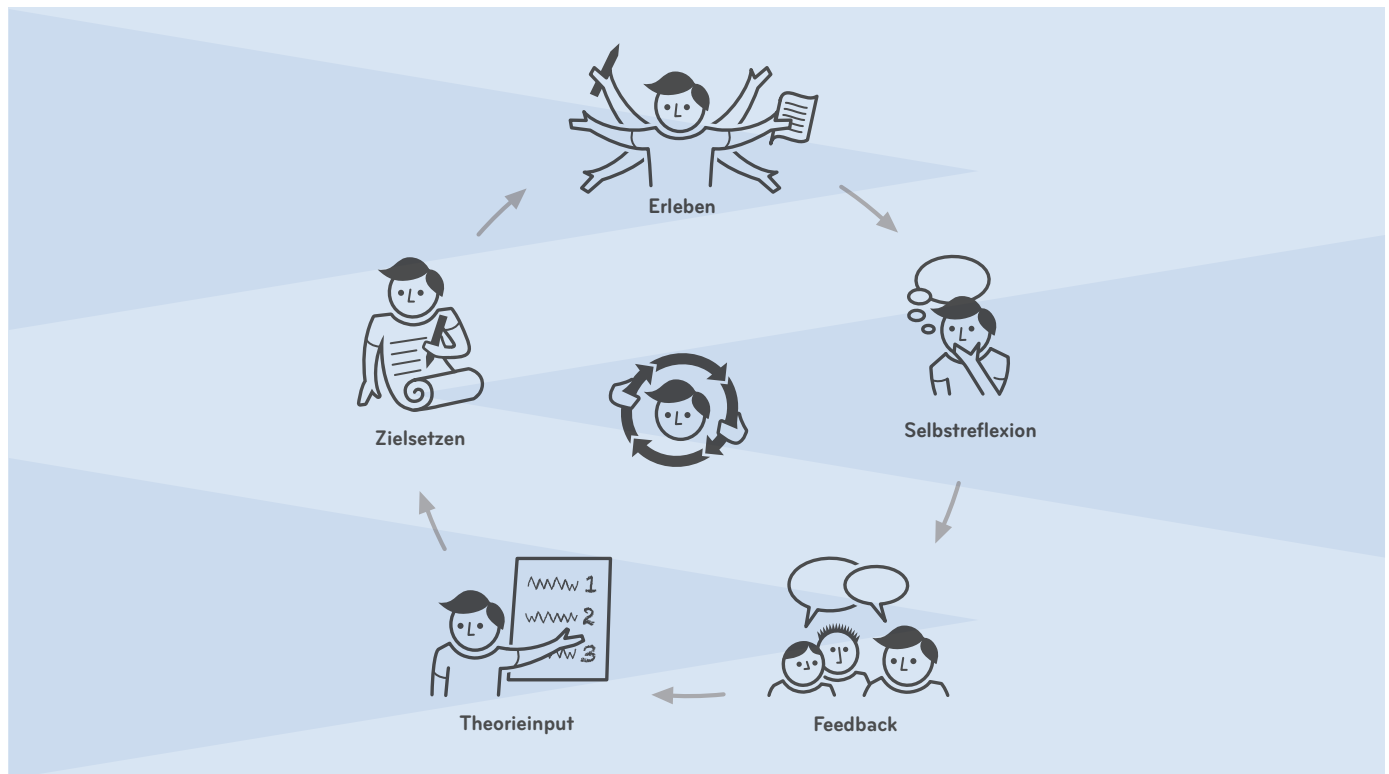 Erleben
Selbstreflexion
Zielsetzen
1
2
3
Theorieinput
Feedback